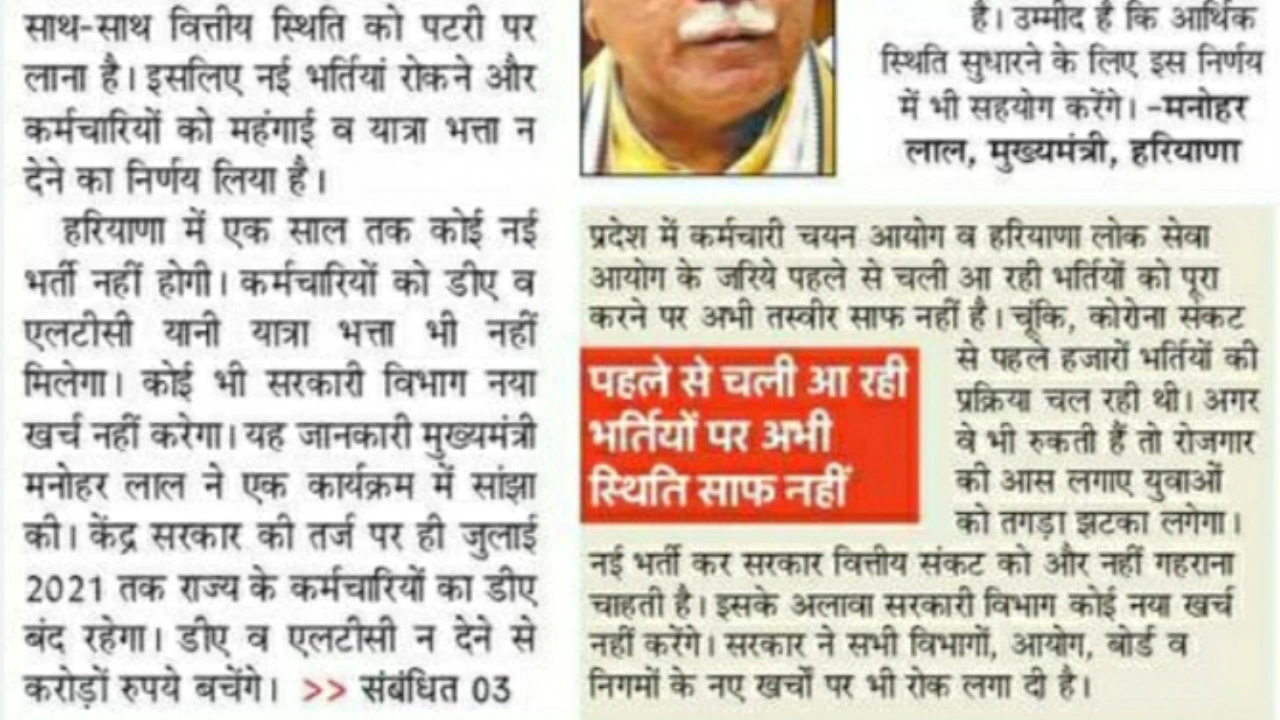 साथ-साथ वित्तीय स्थिति को पटरी पर
लाना है। इसलिए नई भर्तियां रोकने और
कर्मचारियों को महंगाई व यात्रा भत्ता न
देने का निर्णय लिया है।
हरियाणा में एक साल तक कोई नई
भर्ती नहीं होगी। कर्मचारियों को डीए व
एलटीसी यानी यात्रा भत्ता भी नहीं
मिलेगा। कोई भी सरकारी विभाग नया
खर्च नहीं करेगा। यह जानकारी मुख्यमंत्री
मनोहर लाल ने एक कार्यक्रम में सांझा
की। केंद्र सरकार की तर्ज पर ही जुलाई
2021 तक राज्य के कर्मचारियों का डीए
बंद रहेगा। डीए व एलटीसी न देने से
करोड़ों रुपये बचेंगे। >> संबंधित 03
है। उम्मीद है कि आर्थिक
स्थिति सुधारने के लिए इस निर्णय
में भी सहयोग करेंगे। -मनोहर
लाल, मुख्यमंत्री, हरियाणा
प्रदेश में कर्मचारी चयन आयोग व हरियाणा लोक सेवा
आयोग के जरिये पहले से चली आ रही भर्तियों को पूरा
करने पर अभी तस्वीर साफ नहीं है। चूंकि, कोरोना संकट
से पहले हजारों भर्तियों की
प्रक्रिया चल रही थी। अगर
वे भी रुकती हैं तो रोजगार
की आस लगाए युवाओं
को तगड़ा झटका लगेगा।
पहले से चली आ रही
भर्तियों पर अभी
स्थिति साफ नहीं
नई भर्ती कर सरकार वित्तीय संकट को और नहीं गहराना
चाहती है। इसके अलावा सरकारी विभाग कोई नया खर्च
नहीं करेंगे। सरकार ने सभी विभागों, आयोग, बोर्ड व
निगमों के नए खर्चों पर भी रोक लगा दी है।